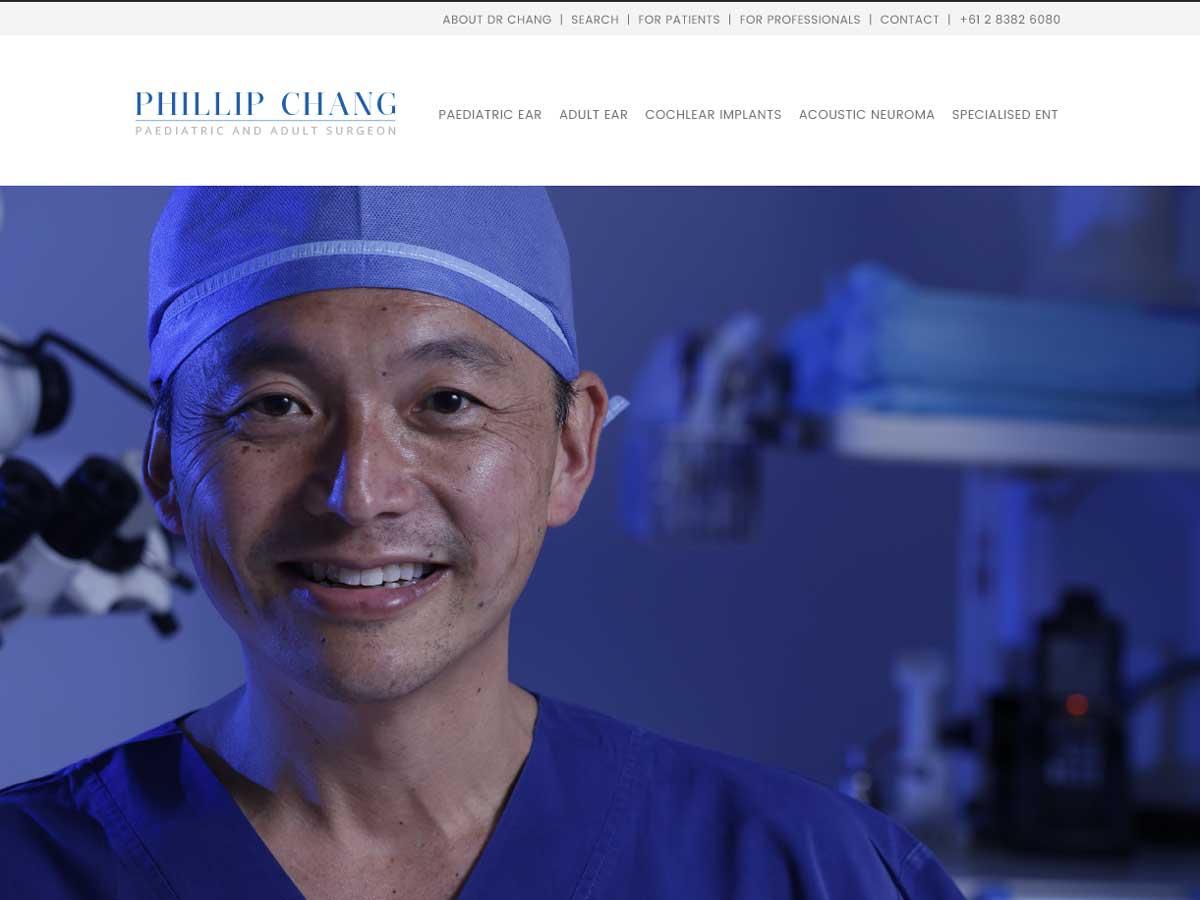 ABOUT DR CHANG | SEARCH | FOR PATIENTS | FOR PROFESSIONALS | CONTACT | +61 2 8382 6080
PHILLIP CHANG
PAEDIATRIC AND ADULT SURGEON
PAEDIATRIC EAR ADULT EAR COCHLEAR IMPLANTS ACOUSTIC NEUROMA SPECIALISED ENT